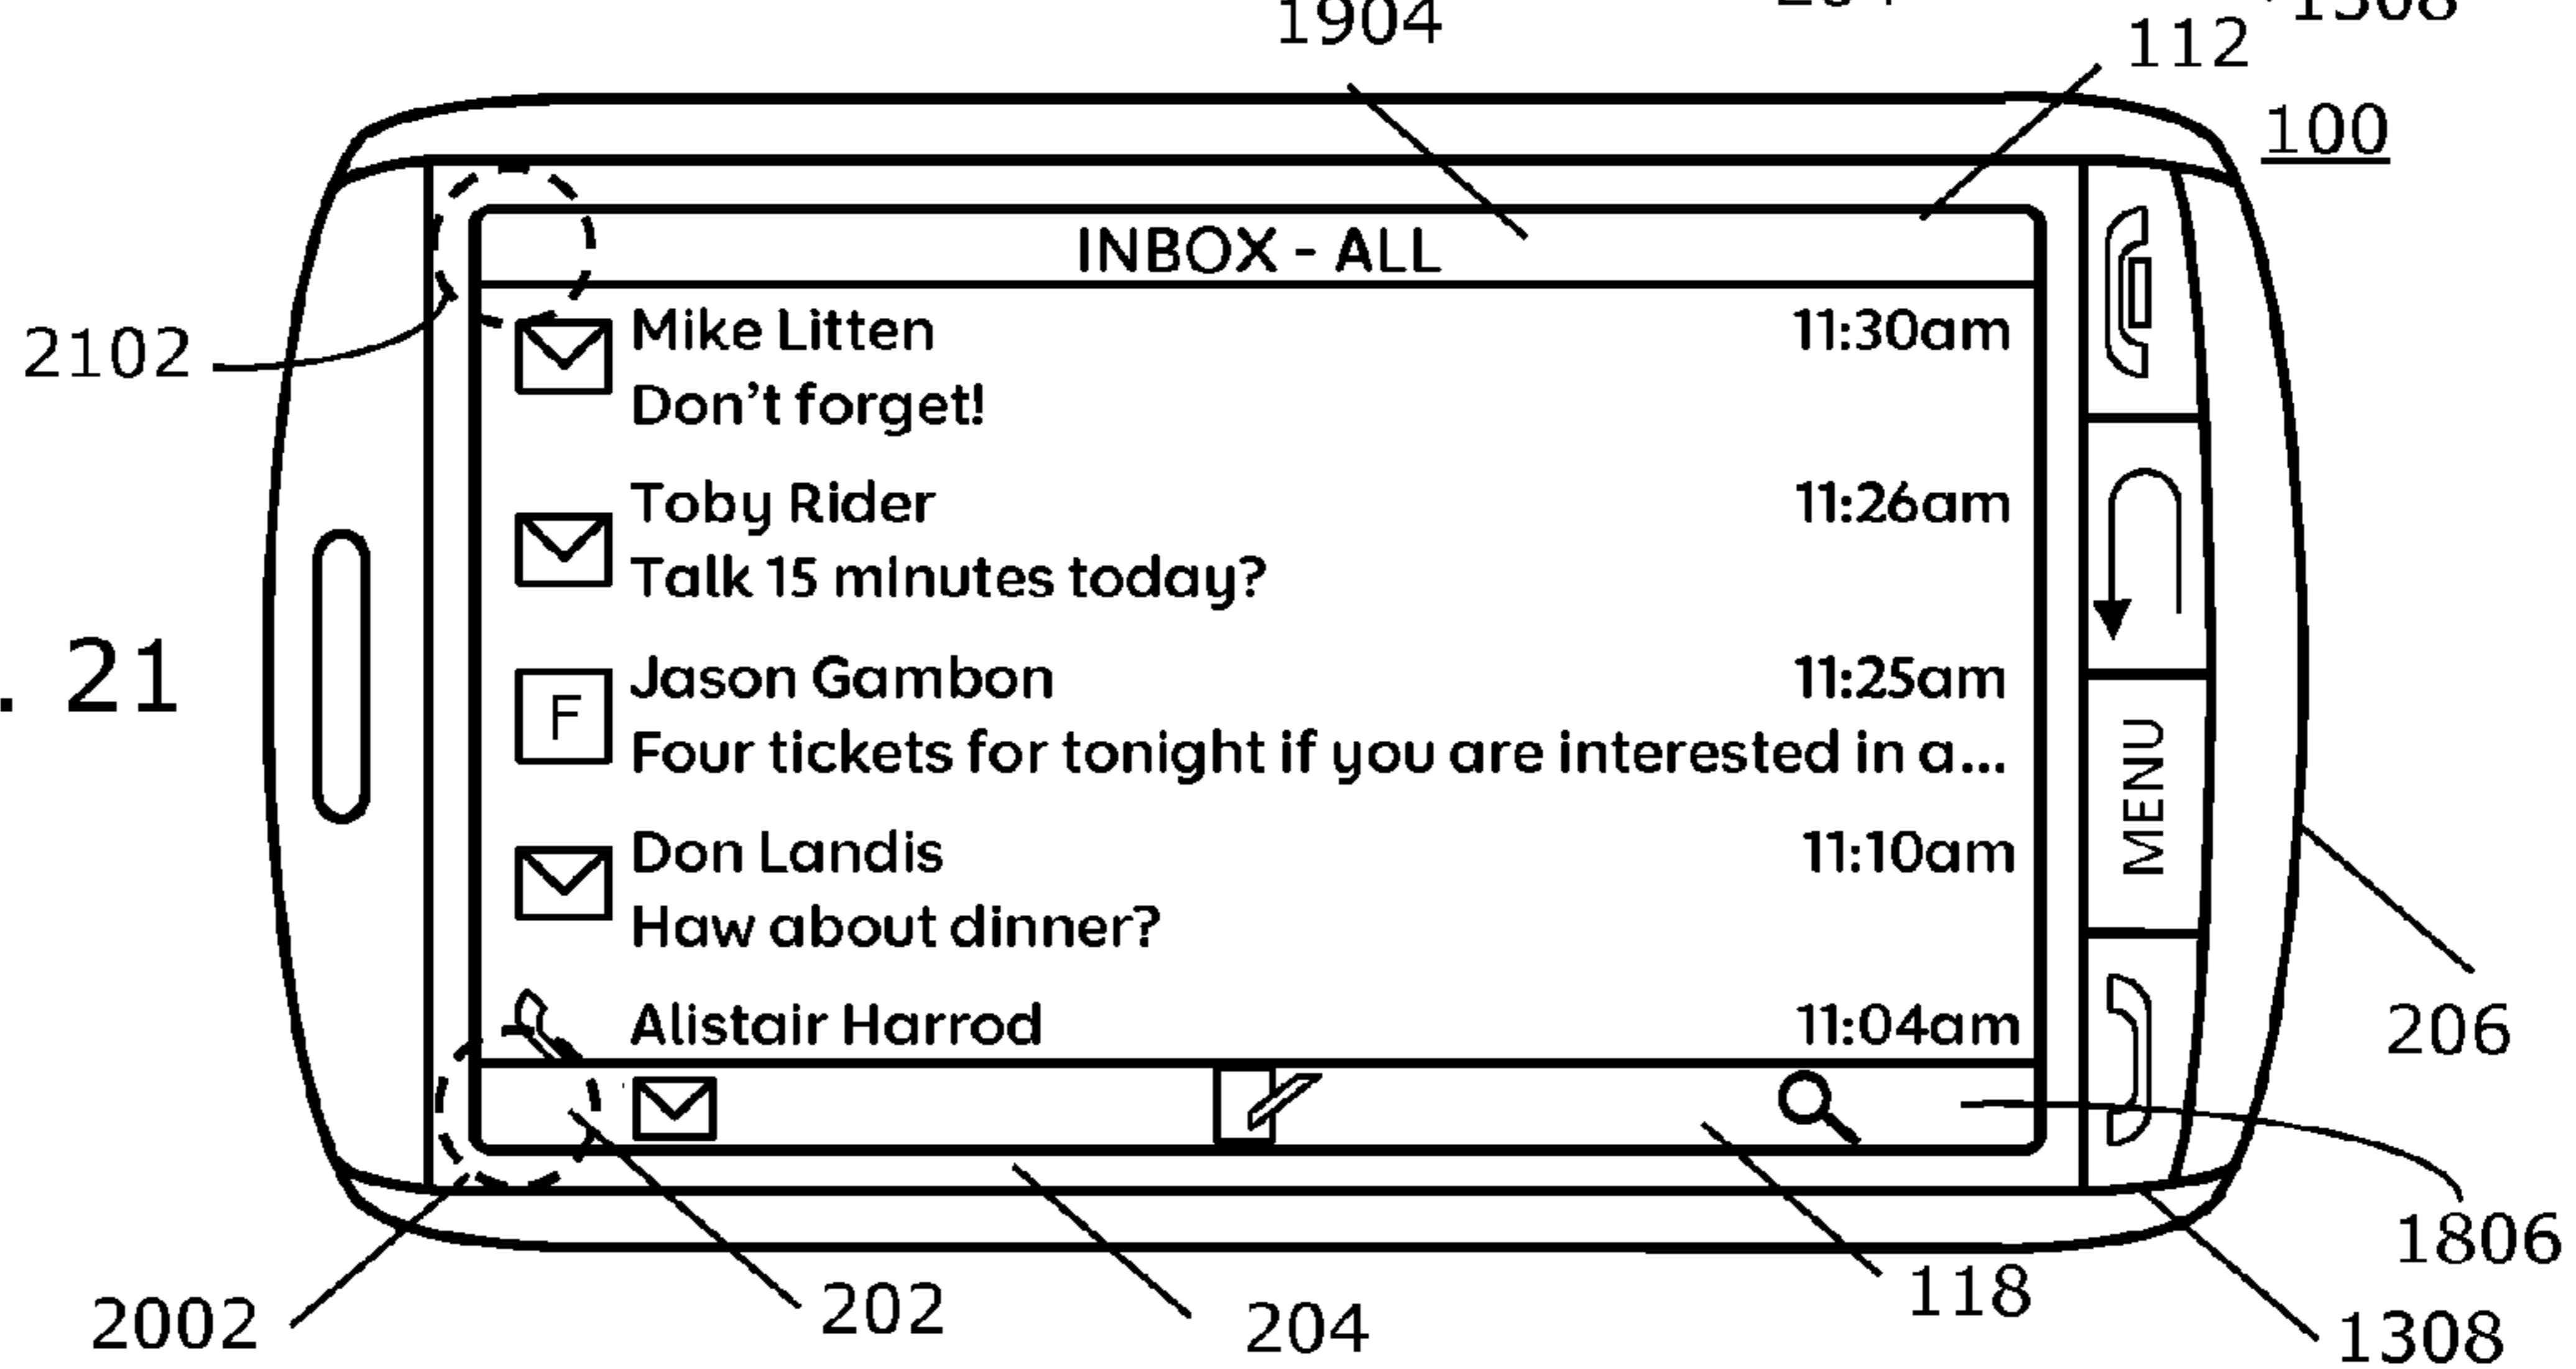 1904
1308
112
100
INBOX - ALL
Mike Litten 11:30am
2102
Don't forget!
Toby Rider 11:26am
Talk 15 minutes today?
. 21
Jason Gambon 11:25am
F
Four tickets for tonight if you are interested in a...
MENU
Don Landis 11:10am
Haw about dinner?
206
Alistair Harrod 11:04am
1806
2002
202
204
118
1308